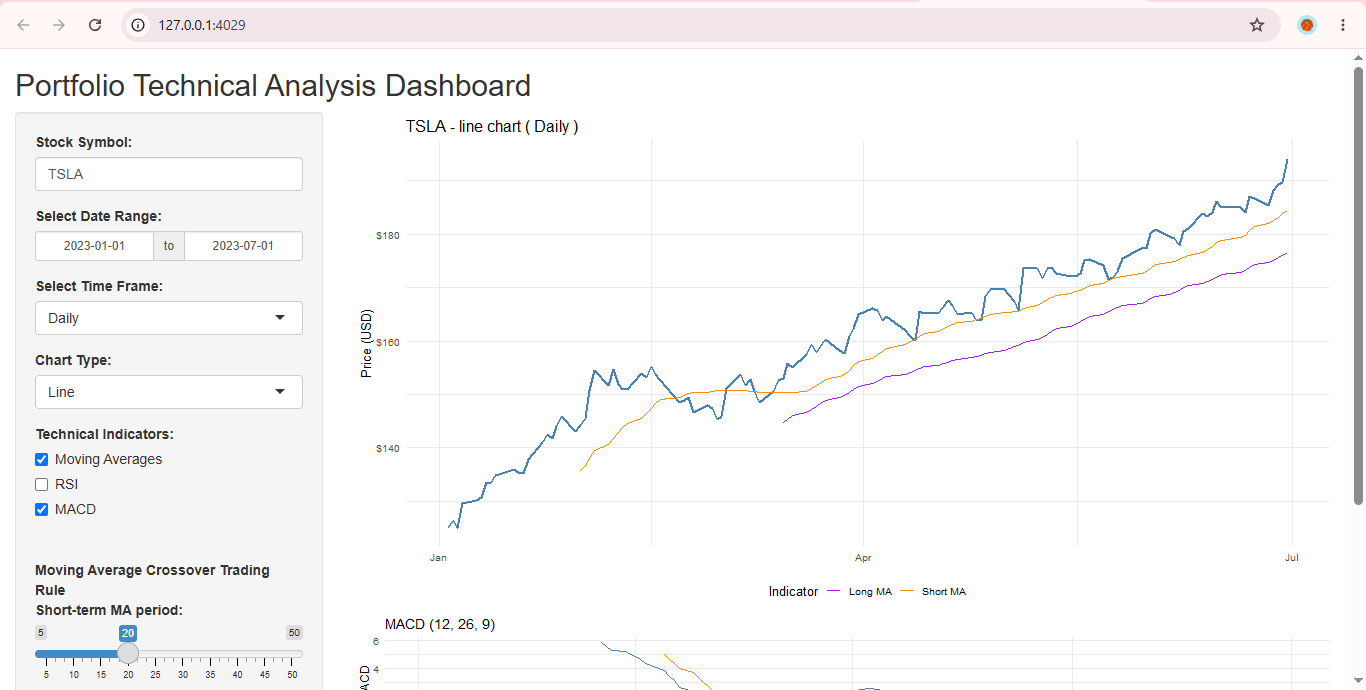 127.0.0.1:4029
Portfolio Technical Analysis Dashboard
Stock Symbol:
TSLA
Select Date Range:
2023-01-01 to 2023-07-01
Select Time Frame:
Daily
Chart Type:
Line
Technical Indicators:
Moving Averages
RSI
MACD
Moving Average Crossover Trading
Rule
Short-term MA period:
5 20 50
5 10 15 20 25 30 35 40 45 50
TSLA - line chart ( Daily )
$180
$160
$140
Price (USD)
Jan Apr Jul
Indicator Long MA Short MA
MACD (12, 26, 9)
6
4